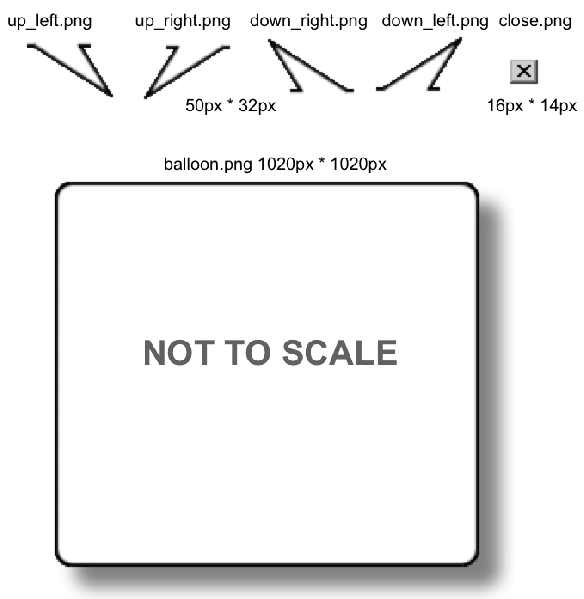 up_left.png up_right.png down_right.png down_left.png close.png
50px * 32px 16px * 14px
balloon.png 1020px * 1020px
NOT TO SCALE